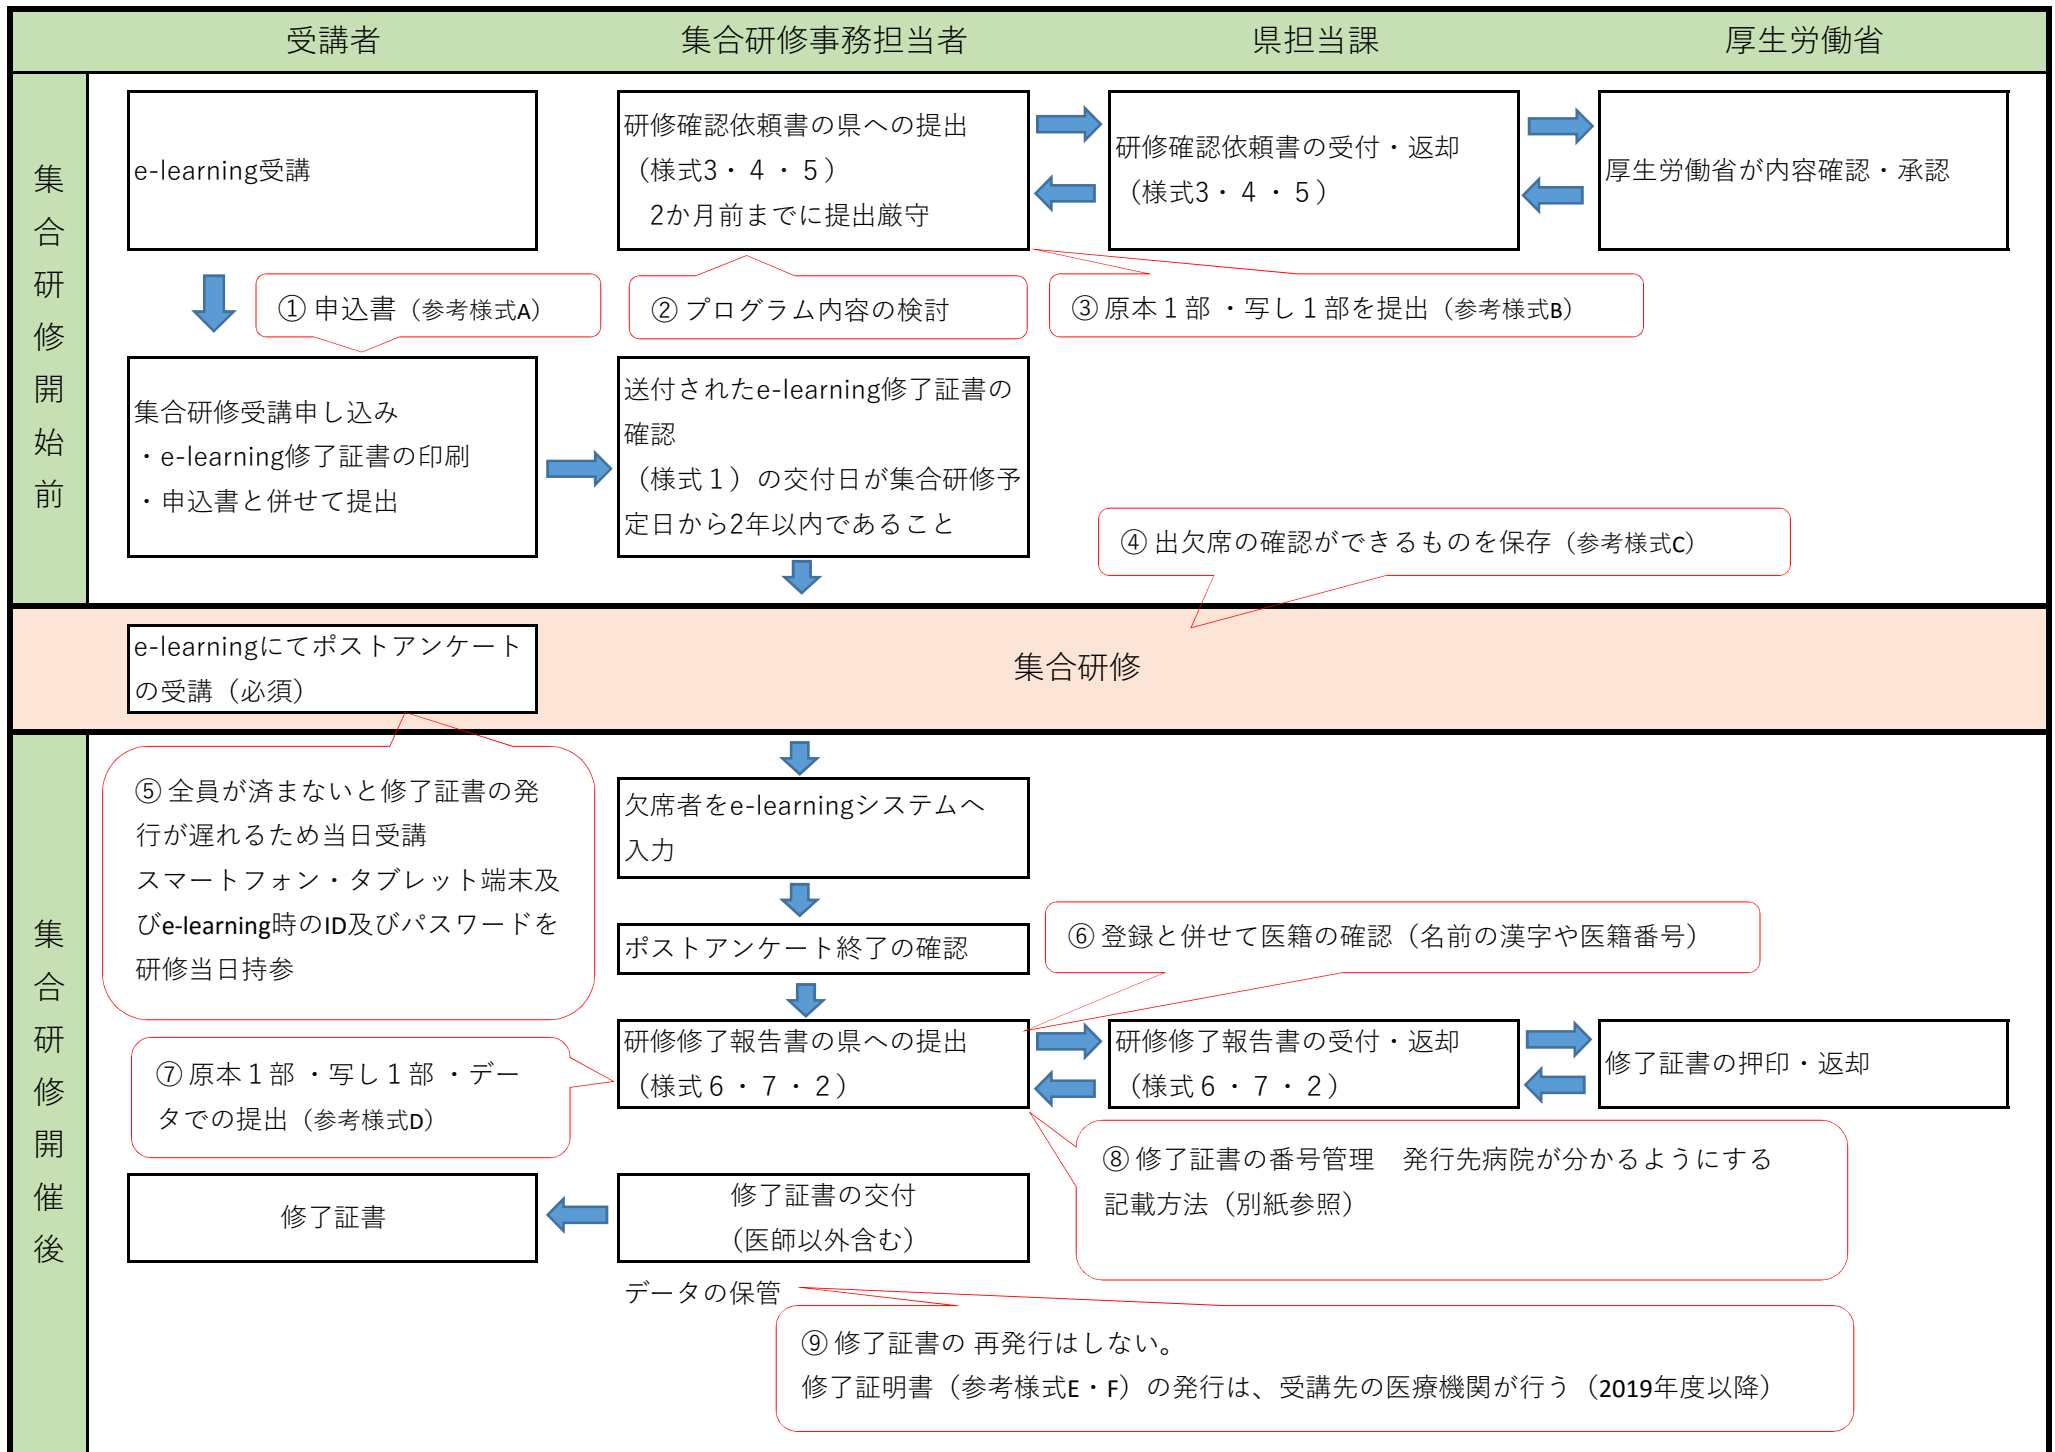 受講者
集合研修事務担当者
県担当課
厚生労働省
集合研修開始前
e-learning受講
研修確認依頼書の県への提出
（様式3・４・５）
2か月前までに提出厳守
研修確認依頼書の受付・返却
（様式3・４・５）
厚生労働省が内容確認・承認
① 申込書（参考様式A）
② プログラム内容の検討
③ 原本１部 ・写し１部を提出（参考様式B）
集合研修受講申し込み
・e-learning修了証書の印刷
・申込書と併せて提出
送付されたe-learning修了証書の
確認
（様式１）の交付日が集合研修予
定日から2年以内であること
④ 出欠席の確認ができるものを保存（参考様式C）
e-learningにてポストアンケート
の受講（必須）
集合研修
集合研修開催後
⑤ 全員が済まないと修了証書の発
行が遅れるため当日受講
スマートフォン・タブレット端末及
びe-learning時のID及びパスワードを
研修当日持参
欠席者をe-learningシステムへ
入力
ポストアンケート終了の確認
⑥ 登録と併せて医籍の確認（名前の漢字や医籍番号）
研修修了報告書の県への提出
（様式６・７・２）
研修修了報告書の受付・返却
（様式６・７・２）
修了証書の押印・返却
⑦ 原本１部 ・写し１部 ・デー
タでの提出（参考様式D）
⑧ 修了証書の番号管理　発行先病院が分かるようにする
記載方法（別紙参照）
修了証書
修了証書の交付
（医師以外含む）
データの保管
⑨ 修了証書の 再発行はしない。
修了証明書（参考様式E・F）の発行は、受講先の医療機関が行う（2019年度以降）